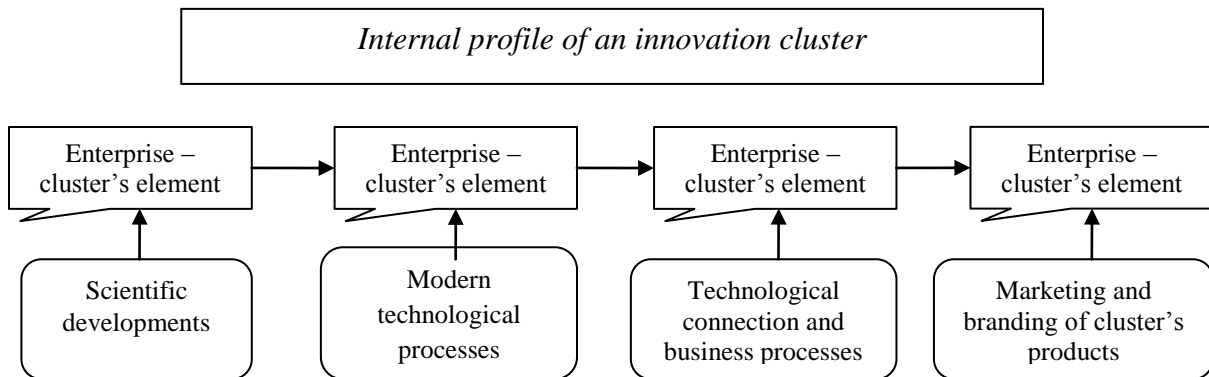 Internal profile of an innovation cluster
Enterprise –
cluster’s element
Enterprise –
cluster’s element
Enterprise –
cluster’s element
Enterprise –
cluster’s element
Scientific
developments
Modern
technological
processes
Technological
connection and
business processes
Marketing and
branding of cluster’s
products